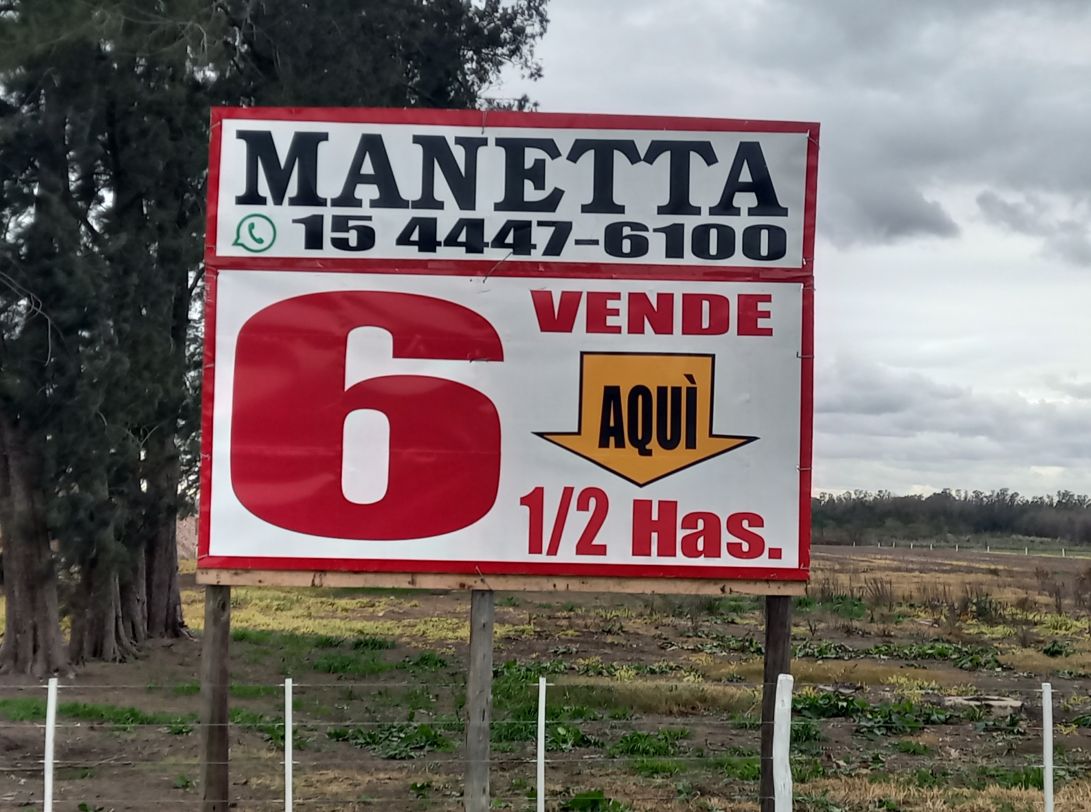 MANETTA
15 4447-6100
6 VENDE
AQUÌ
1/2 Has.